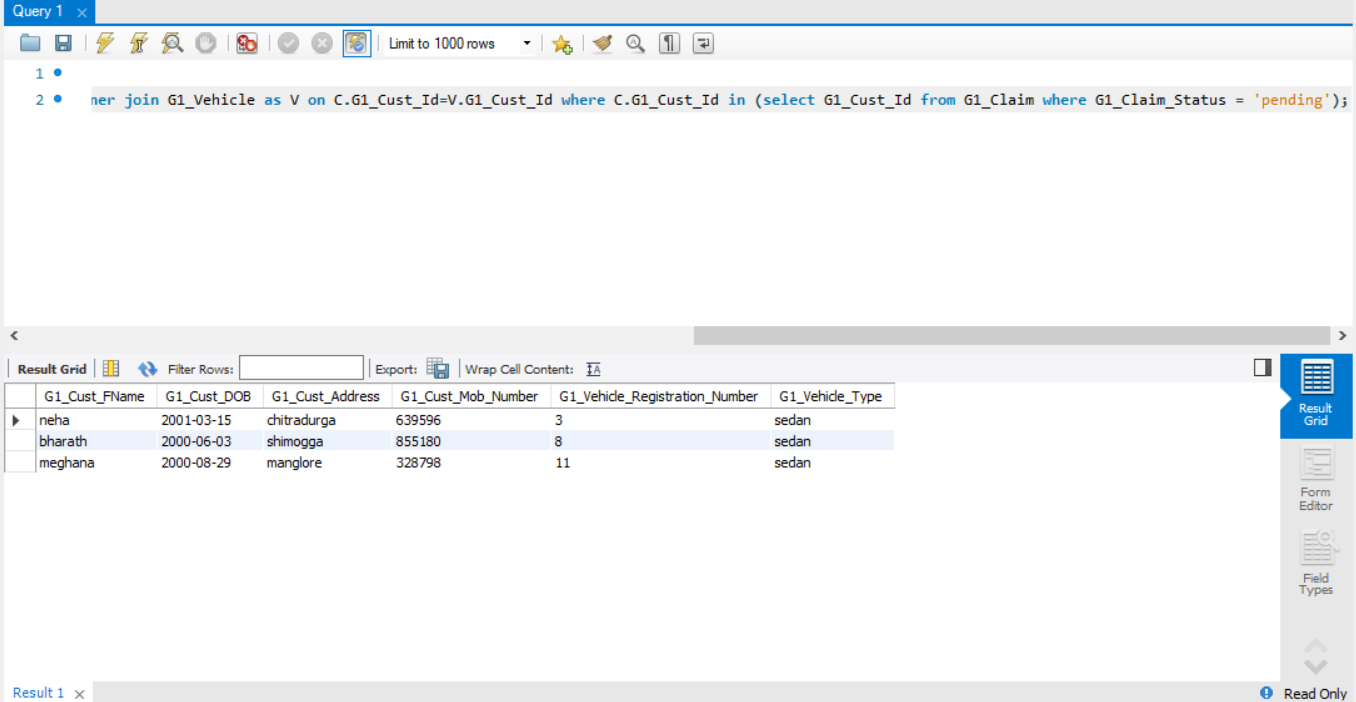 Query 1
Limit to 1000 rows
1
2 ner join G1_Vehicle as V on C.G1_Cust_Id=V.G1_Cust_Id where C.G1_Cust_Id in (select G1_Cust_Id from G1_Claim where G1_Claim_Status = 'pending');
Result Grid Filter Rows: Export: Wrap Cell Content: IA
G1_Cust_FName G1_Cust_DOB G1_Cust_Address G1_Cust_Mob_Number G1_Vehicle_Registration_Number G1_Vehicle_Type
neha 2001-03-15 chitradurga 639596 3 sedan
bharath 2000-06-03 shimogga 855180 8 sedan
meghana 2000-08-29 manglore 328798 11 sedan
Result
Grid
Form
Editor
Field
Types
Result 1 Read Only